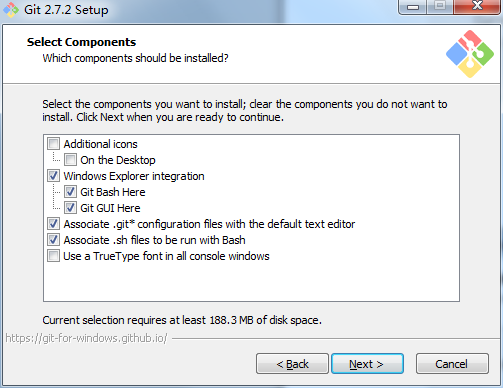 Git 2.7.2 Setup
Select Components
Which components should be installed?
Select the components you want to install; clear the components you do not want to
install. Click Next when you are ready to continue.
Additional icons
On the Desktop
Windows Explorer integration
Git Bash Here
Git GUI Here
Associate .git* configuration files with the default text editor
Associate .sh files to be run with Bash
Use a TrueType font in all console windows
Current selection requires at least 188.3 MB of disk space.
https://git-for-windows.github.io/
< Back
Next >
Cancel